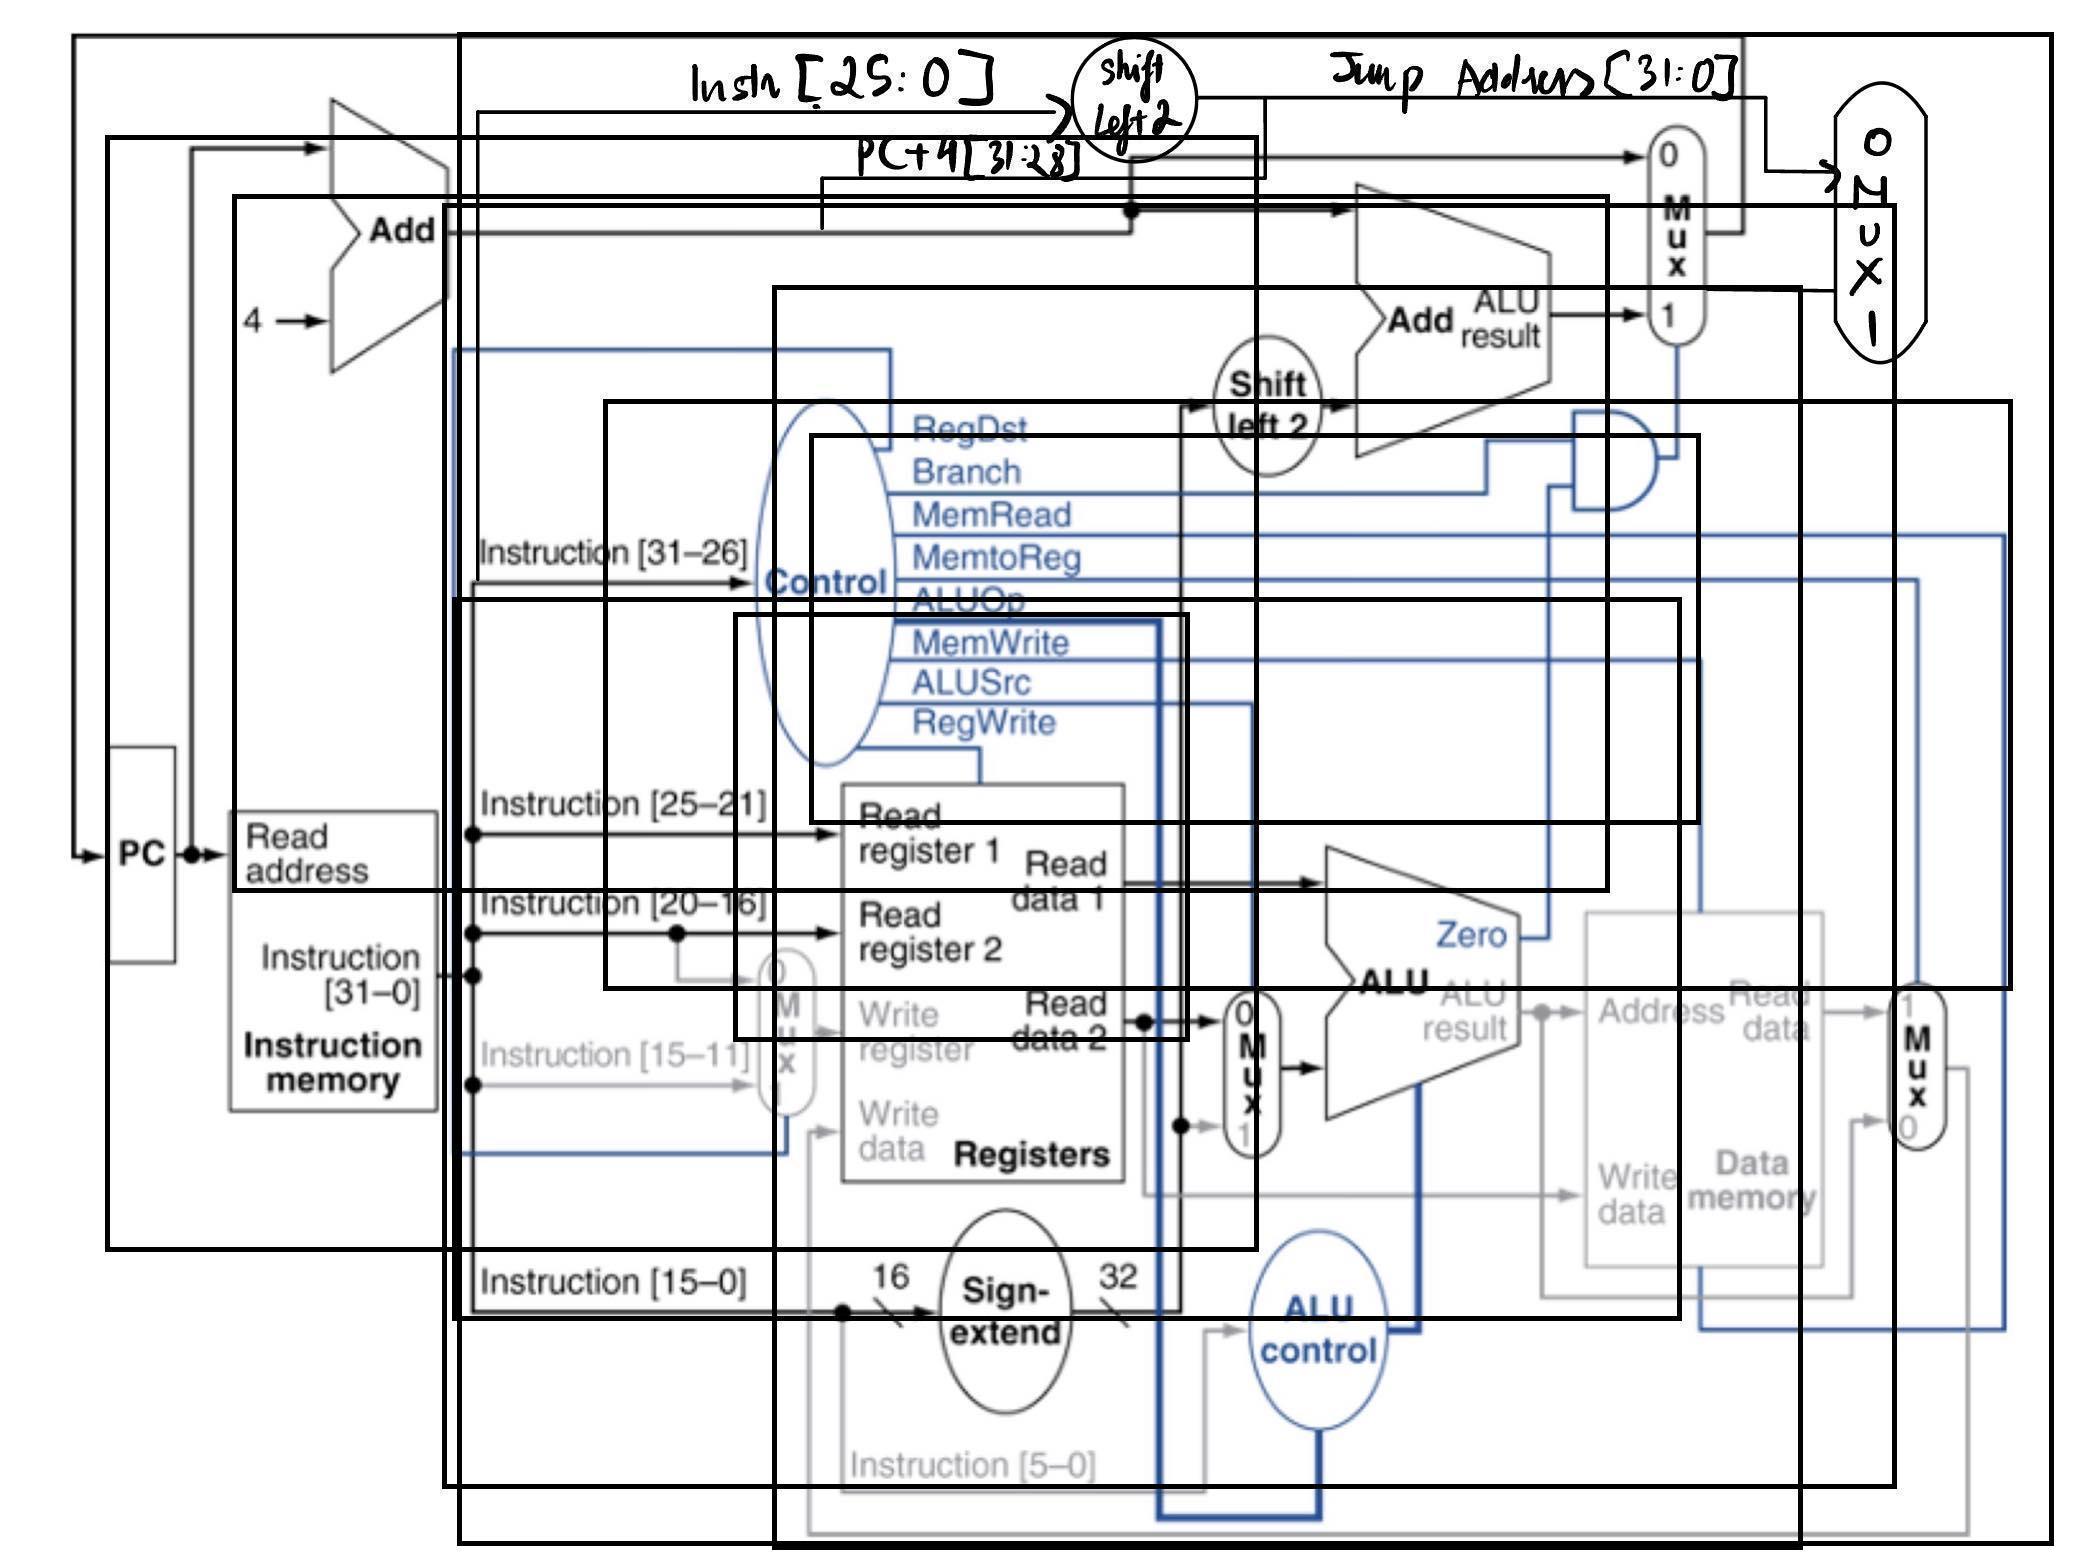 Instr [25:0]
shift
left 2
Jump Address [31:0]
PC+4[31:28]
0
M
u
x
0
M
U
X
1
Add
4
Add
ALU
result
1
Shift
left 2
RegDst
Branch
MemRead
MemtoReg
ALUOp
MemWrite
ALUSrc
RegWrite
Instruction [31–26]
Control
Instruction [25–21]
PC
Read
address
Instruction
[31–0]
Instruction
memory
Instruction [20–16]
Instruction [15–11]
0
M
u
x
1
Read
register 1
Read
data 1
Read
register 2
Write
register
Read
data 2
Write
data
Registers
0
M
u
x
1
Zero
ALU
ALU
result
Address
Read
data
Write
data
Data
memory
1
M
u
x
0
Instruction [15–0]
16
Sign-
extend
32
ALU
control
Instruction [5–0]